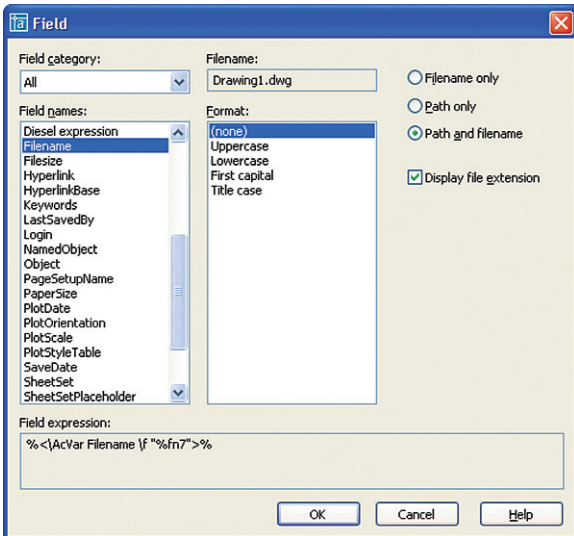 Field
Field category:
All
Filename:
Drawing1.dwg
Filename only
Path only
Path and filename
Display file extension
Field names:
Diesel expression
Filename
Filesize
Hyperlink
HyperlinkBase
Keywords
LastSavedBy
Login
NamedObject
Object
PageSetupName
PaperSize
PlotDate
PlotOrientation
PlotScale
PlotStyleTable
SaveDate
SheetSet
SheetSetPlaceholder
Format:
(none)
Uppercase
Lowercase
First capital
Title case
Field expression:
%<\AcVar Filename \f "%fn7">%
OK Cancel Help